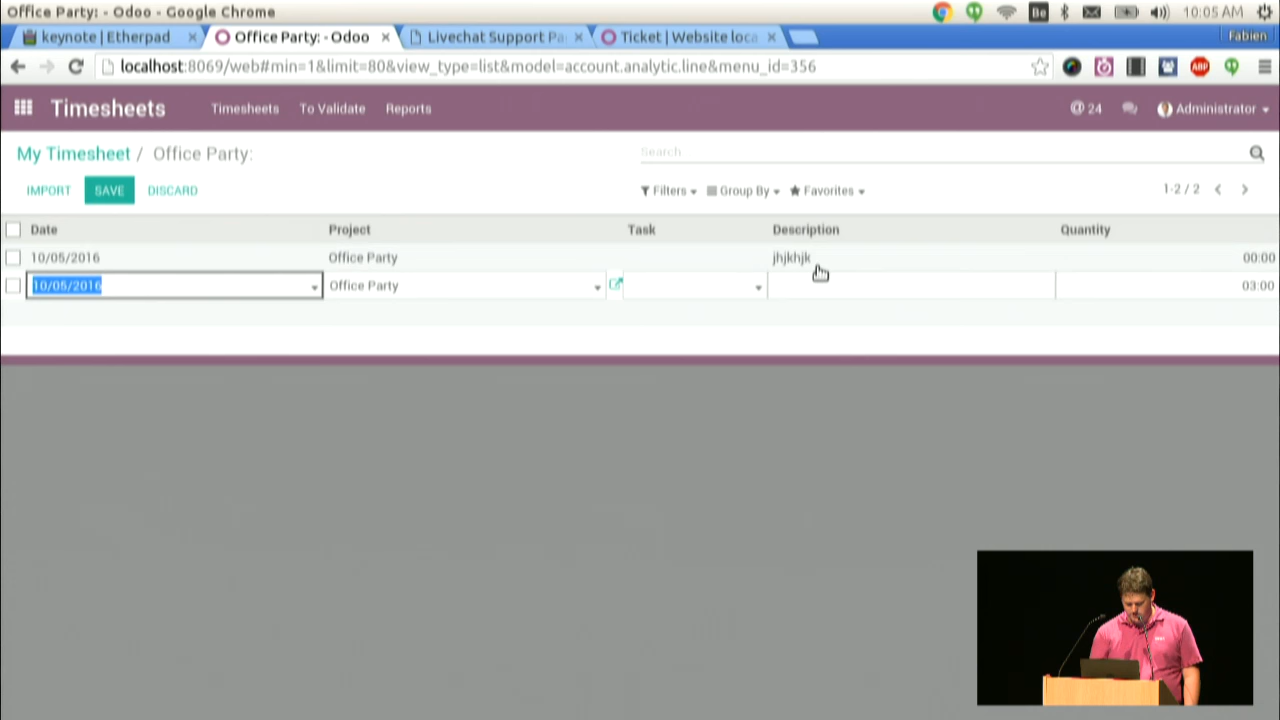 Office Party: - Odoo - Google Chrome
Be
10:05 AM
keynote | Etherpad
Office Party: - Odoo
Livechat Support Pa
Ticket | Website loca
Fabien
localhost:8069/web#min=1&limit=80&view_type=list&model=account.analytic.line&menu_id=356
ABP
Timesheets
Timesheets
To Validate
Reports
@ 24
Administrator
My Timesheet / Office Party:
Search
IMPORT
SAVE
DISCARD
Filters
Group By
Favorites
1-2 / 2
Date
Project
Task
Description
Quantity
10/05/2016
Office Party
jhjkhjk
00:00
10/05/2016
Office Party
03:00